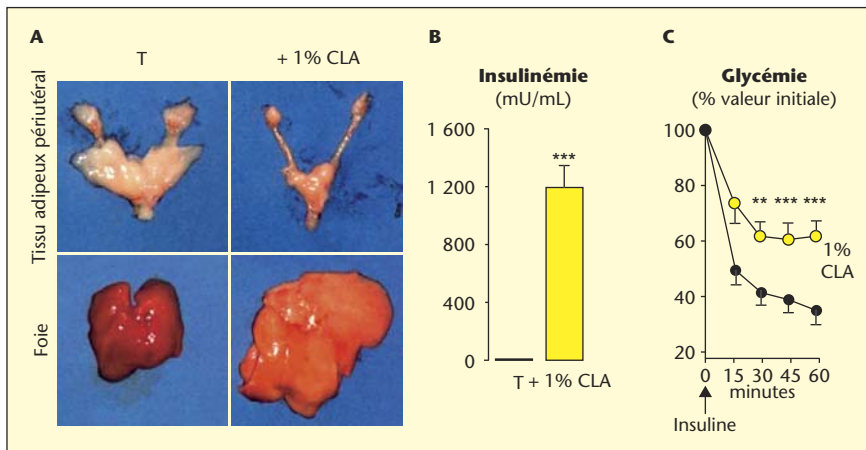 A
T
+ 1% CLA
Tissu adipeux périutéral
Foie
B
Insulinémie
(mU/mL)
1 600
1 200
800
400
0
***
T + 1% CLA
C
Glycémie
(% valeur initiale)
100
80
60
40
20
** *** ***
1%
CLA
0 15 30 45 60
minutes
Insuline